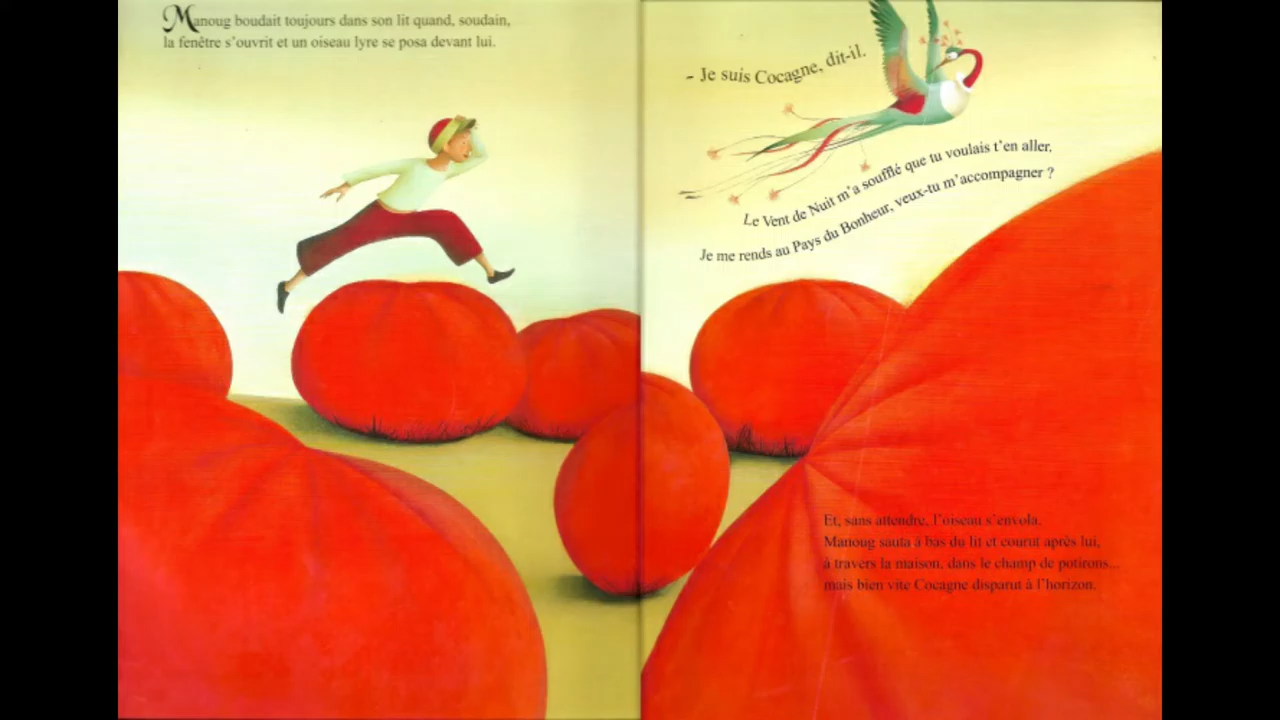 Manoug boudait toujours dans son lit quand, soudain,
la fenêtre s'ouvrit et un oiseau lyre se posa devant lui.
- Je suis Cocagne, dit-il.
Le Vent de Nuit m'a soufflé que tu voulais t'en aller.
Je me rends au Pays du Bonheur, veux-tu m'accompagner ?
Et, sans attendre, l'oiseau s'envola.
Manoug sauta à bas du lit et courut après lui,
à travers la maison, dans le champ de potirons...
mais bien vite Cocagne disparut à l'horizon.